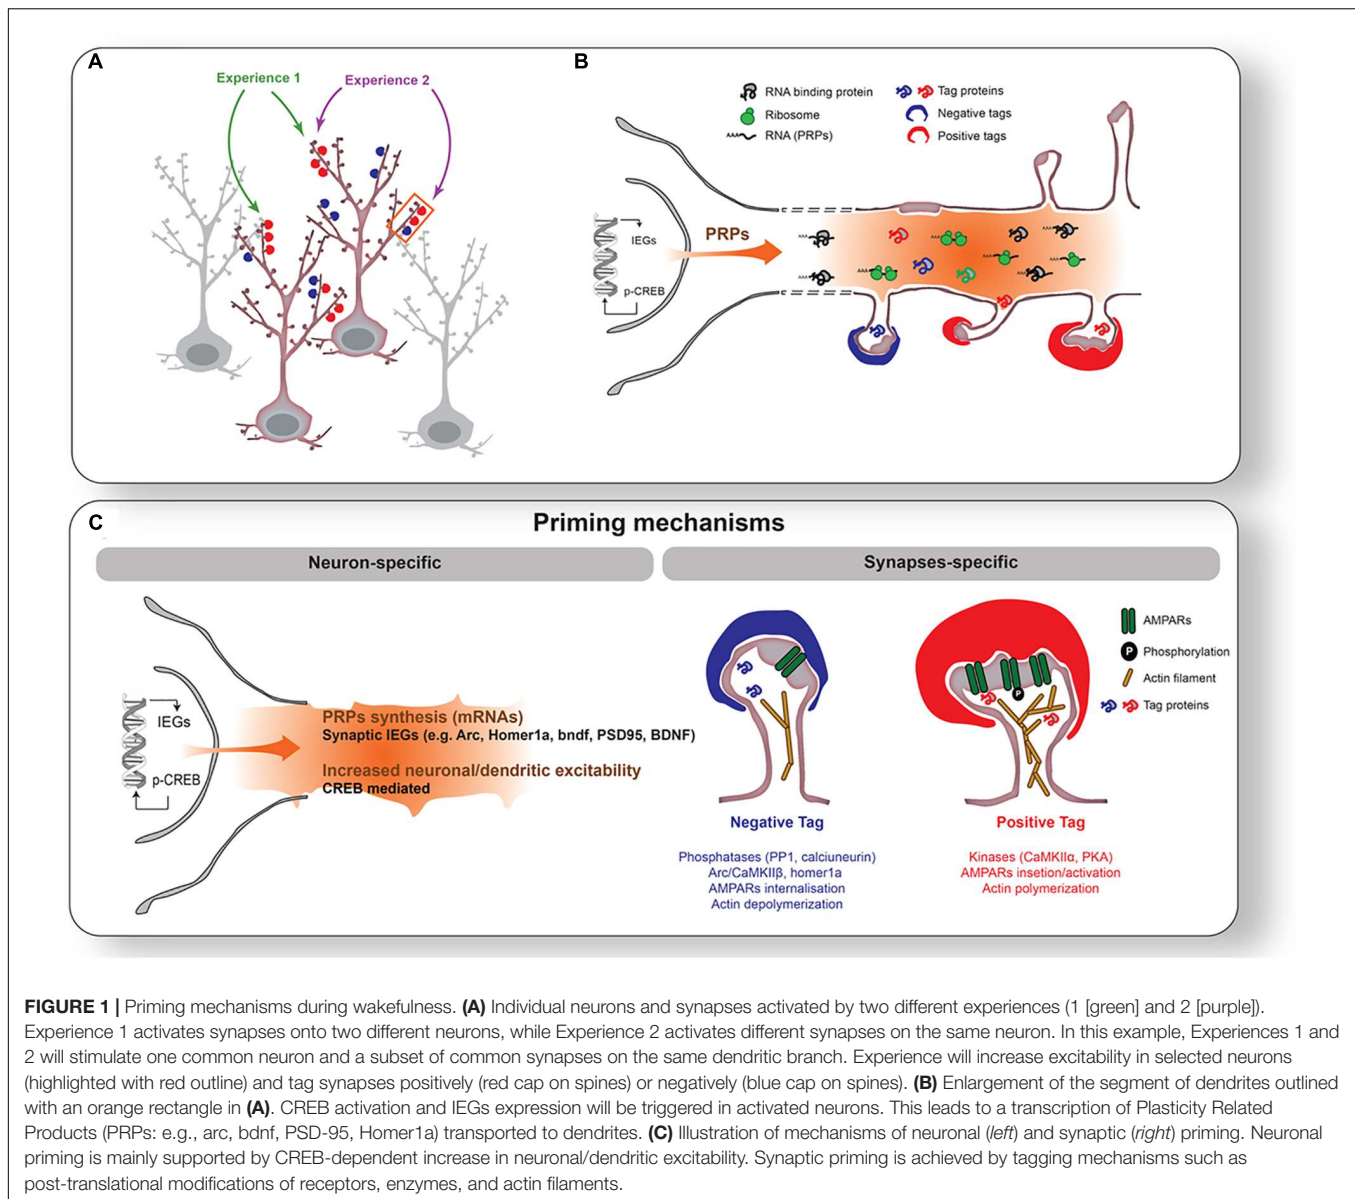 A
Experience 1
Experience 2
B
RNA binding protein
Ribosome
AAA
RNA (PRPs)
Tag proteins
Negative tags
Positive tags
IEGs
p-CREB
PRPs
AAA
AAA
AAA
AAA
AAA
AAA
AAA
AAA
C
Priming mechanisms
Neuron-specific
Synapses-specific
IEGs
p-CREB
PRPs synthesis (mRNAs)
Synaptic IEGs (e.g. Arc, Homer1a, bndf, PSD95, BDNF)
Increased neuronal/dendritic excitability
CREB mediated
P
AMPARs
P Phosphorylation
Actin filament
Tag proteins
Negative Tag
Phosphatases (PP1, calciuneurin)
Arc/CaMKIIβ, homer1a
AMPARs internalisation
Actin depolymerization
Positive Tag
Kinases (CaMKIIα, PKA)
AMPARs insetion/activation
Actin polymerization
FIGURE 1 | Priming mechanisms during wakefulness. (A) Individual neurons and synapses activated by two different experiences (1 [green] and 2 [purple]).
Experience 1 activates synapses onto two different neurons, while Experience 2 activates different synapses on the same neuron. In this example, Experiences 1 and
2 will stimulate one common neuron and a subset of common synapses on the same dendritic branch. Experience will increase excitability in selected neurons
(highlighted with red outline) and tag synapses positively (red cap on spines) or negatively (blue cap on spines). (B) Enlargement of the segment of dendrites outlined
with an orange rectangle in (A). CREB activation and IEGs expression will be triggered in activated neurons. This leads to a transcription of Plasticity Related
Products (PRPs: e.g., arc, bdnf, PSD-95, Homer1a) transported to dendrites. (C) Illustration of mechanisms of neuronal (left) and synaptic (right) priming. Neuronal
priming is mainly supported by CREB-dependent increase in neuronal/dendritic excitability. Synaptic priming is achieved by tagging mechanisms such as
post-translational modifications of receptors, enzymes, and actin filaments.